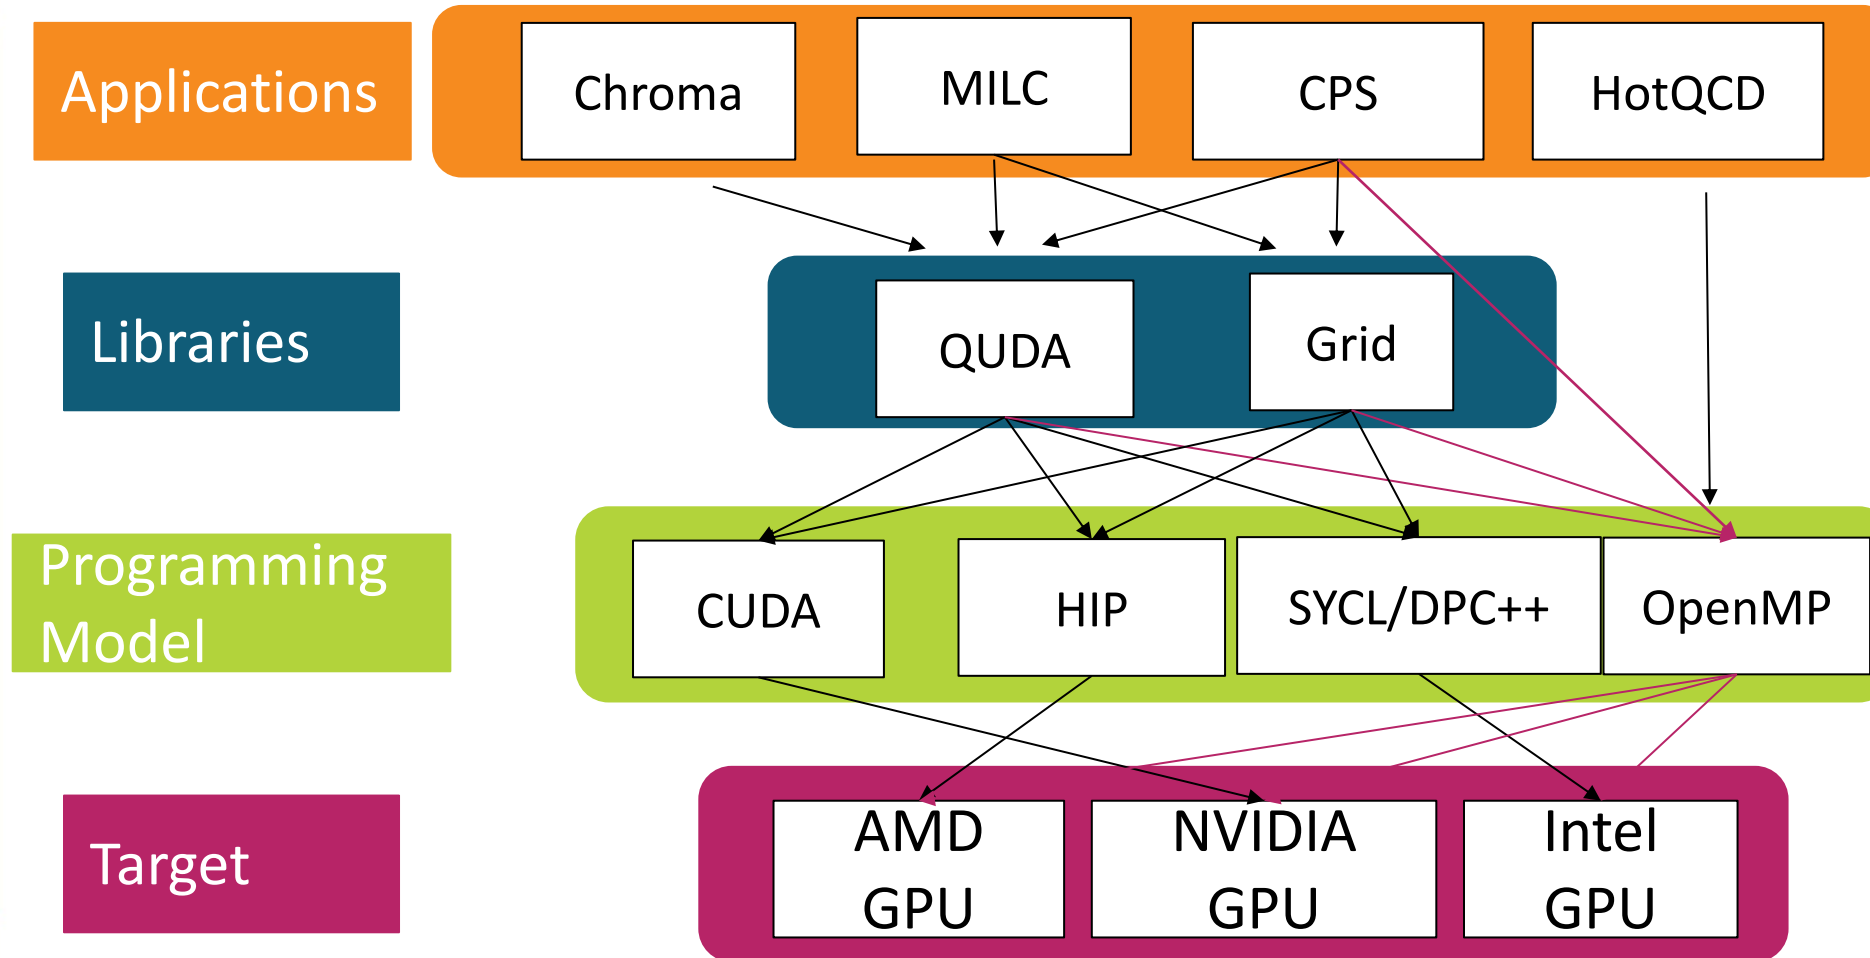 Applications
Chroma
MILC
CPS
HotQCD
Libraries
QUDA
Grid
Programming
Model
CUDA
HIP
SYCL/DPC++
OpenMP
Target
AMD
GPU
NVIDIA
GPU
Intel
GPU